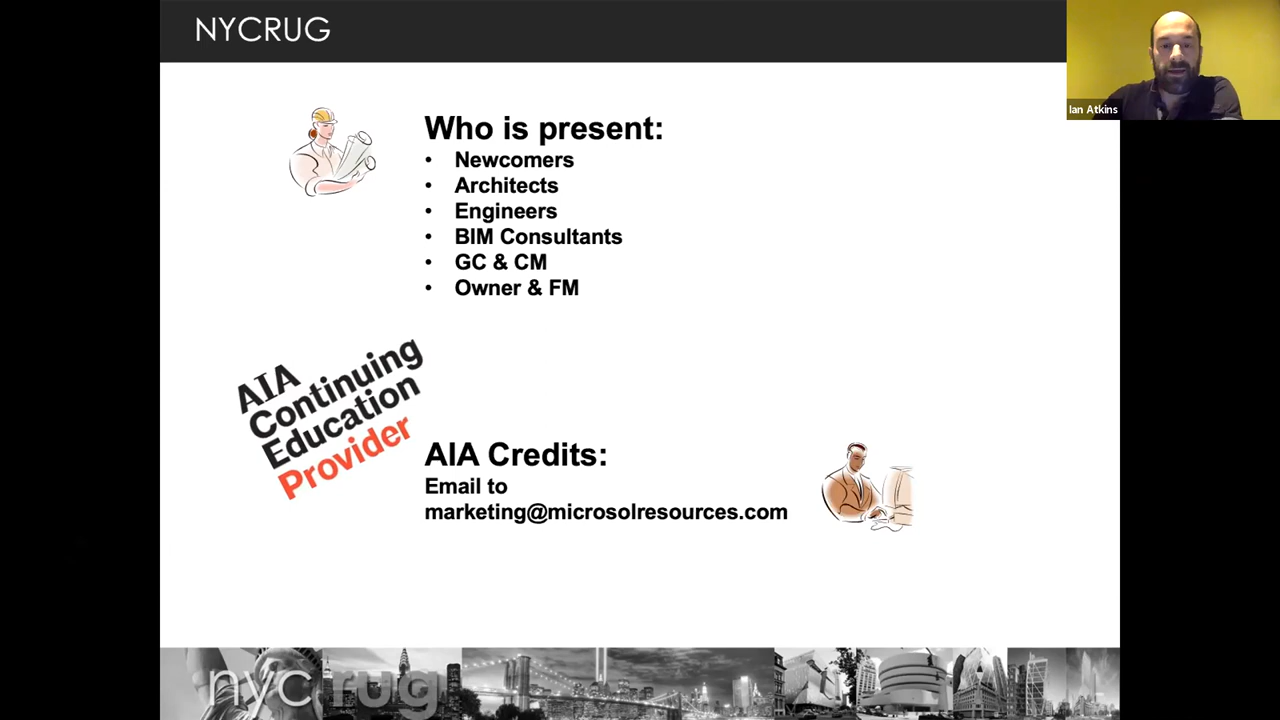 NYCRUG
Ian Atkins
Who is present:
• Newcomers
• Architects
• Engineers
• BIM Consultants
• GC & CM
• Owner & FM
AIA
Continuing
Education
Provider
AIA Credits:
Email to
marketing@microsolresources.com
nycrug